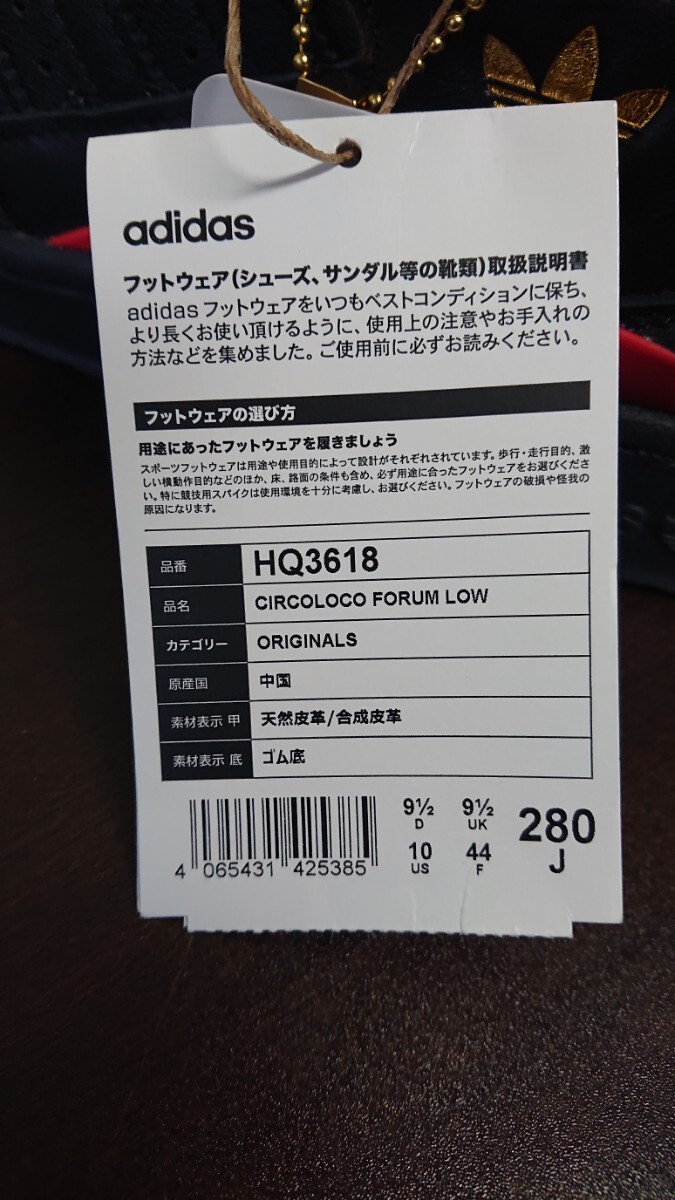 adidas
フットウェア(シューズ、サンダル等の靴類)取扱説明書
adidas フットウェアをいつもベストコンディションに保ち、
より長くお使い頂けるように、使用上の注意やお手入れの
方法などを集めました。ご使用前に必ずお読みください。
フットウェアの選び方
用途にあったフットウェアを履きましょう
スポーツフットウェアは用途や使用目的によって設計がそれぞれされています。歩行・走行目的、激
しい横動作目的などのほか、床、路面の条件も含め、必ず用途に合ったフットウェアをお選びくださ
い。特に競技用スパイクは使用環境を十分に考慮し、お選びください。フットウェアの破損や怪我の
原因になります。
品番 HQ3618
品名 CIRCOLOCO FORUM LOW
カテゴリー ORIGINALS
原産国 中国
素材表示 甲 天然皮革/合成皮革
素材表示 底 ゴム底
9½ 9½ 280
D UK J
10 44
US F
4 065431 425385